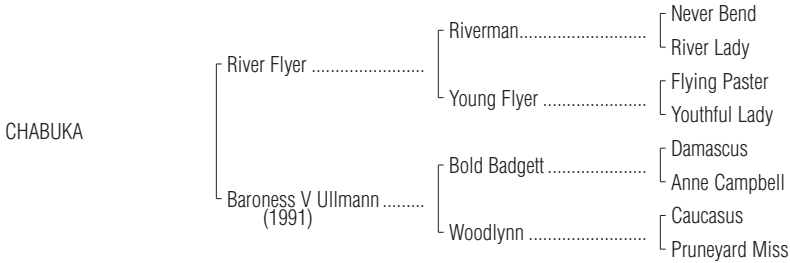 Never Bend
Riverman..............................
River Lady
River Flyer ........................
Flying Paster
Young Flyer ........................
Youthful Lady
CHABUKA
Damascus
Bold Badgett .......................
Anne Campbell
Baroness V Ullmann .........
(1991)
Caucasus
Woodlynn ...........................
Pruneyard Miss